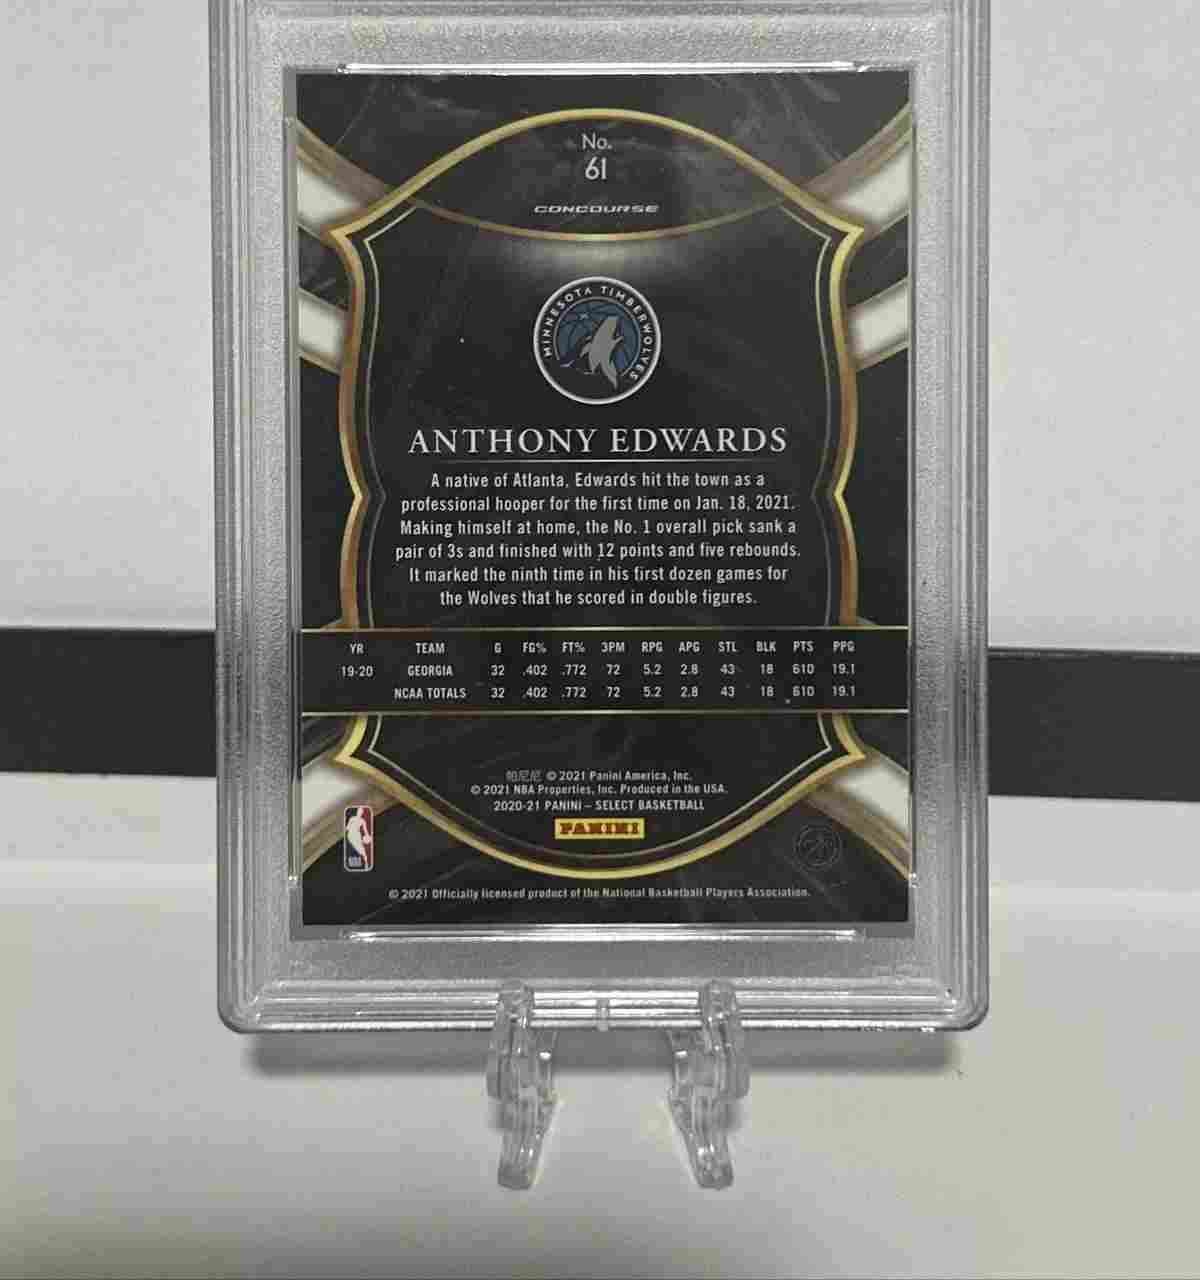 No.
61
CONCOURSE
MINNESOTA TIMBERWOLVES
ANTHONY EDWARDS
A native of Atlanta, Edwards hit the town as a
professional hooper for the first time on Jan. 18, 2021.
Making himself at home, the No. 1 overall pick sank a
pair of 3s and finished with 12 points and five rebounds.
It marked the ninth time in his first dozen games for
the Wolves that he scored in double figures.
YR TEAM G FG% FT% 3PM RPG APG STL BLK PTS PPG
19-20 GEORGIA 32 .402 .772 72 5.2 2.8 43 18 610 19.1
NCAA TOTALS 32 .402 .772 72 5.2 2.8 43 18 610 19.1
帕尼尼 © 2021 Panini America, Inc.
© 2021 NBA Properties, Inc. Produced in the USA.
2020-21 PANINI – SELECT BASKETBALL
PANINI
NBA
© 2021 Officially licensed product of the National Basketball Players Association.